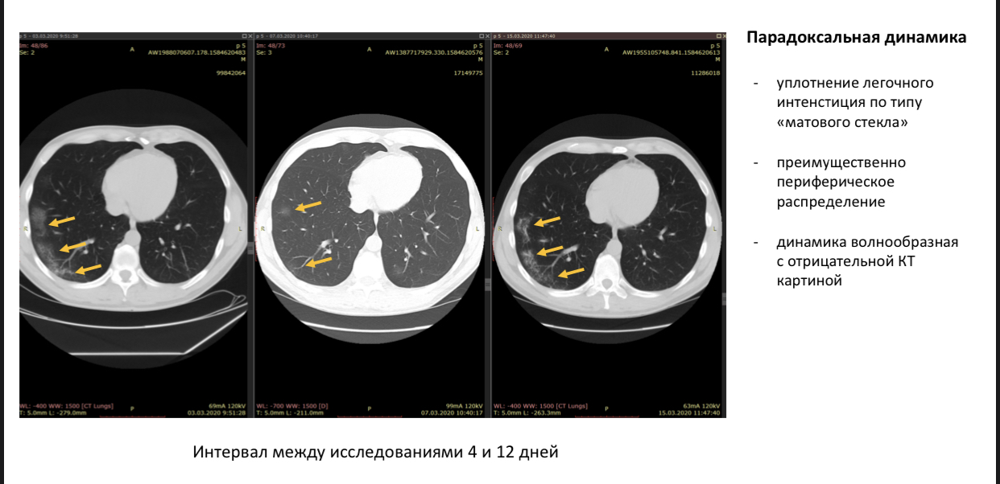 p 5 - 03.03.2020 9:51:28
Im: 48/86
Se: 2
A
p 5
AW1988070607.178.1584620483
M
99842064
R
L
WL: -400 WW: 1500 [CT Lungs]
T: 5.0mm L: -279.0mm
P
69mA 120kV
03.03.2020 9:51:28
p 5 - 07.03.2020 10:40:17
Im: 48/73
Se: 3
A
p 5
AW1387717929.330.1584620576
M
17149775
R
L
WL: -700 WW: 1500 [D]
T: 5.0mm L: -211.0mm
P
99mA 120kV
07.03.2020 10:40:17
p 5 - 15.03.2020 11:47:40
Im: 48/69
Se: 2
A
p 5
AW1955105748.841.1584620613
M
11286018
R
L
WL: -400 WW: 1500 [CT Lungs]
T: 5.0mm L: -263.3mm
P
63mA 120kV
15.03.2020 11:47:40
Парадоксальная динамика
- уплотнение легочного
интенстиция по типу
«матового стекла»
- преимущественно
периферическое
распределение
- динамика волнообразная
с отрицательной КТ
картиной
Интервал между исследованиями 4 и 12 дней